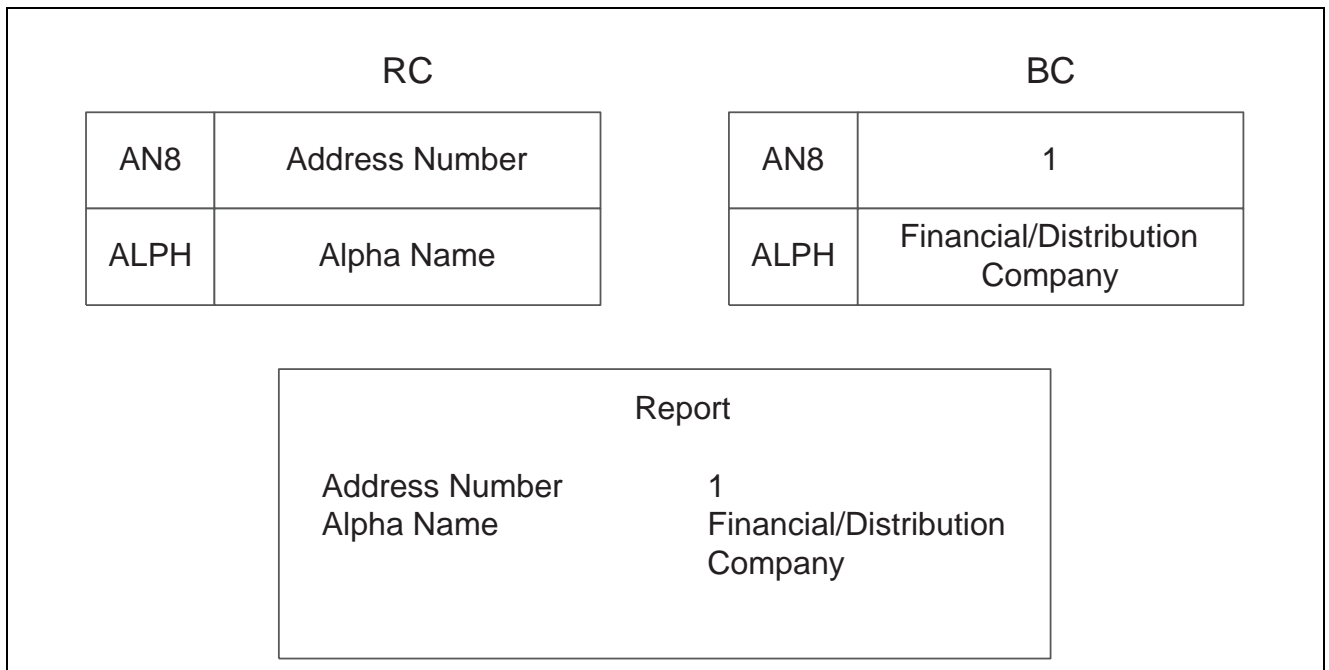 RC
AN8 Address Number
ALPH Alpha Name
BC
AN8 1
ALPH Financial/Distribution
Company
Report
Address Number 1
Alpha Name Financial/Distribution
Company